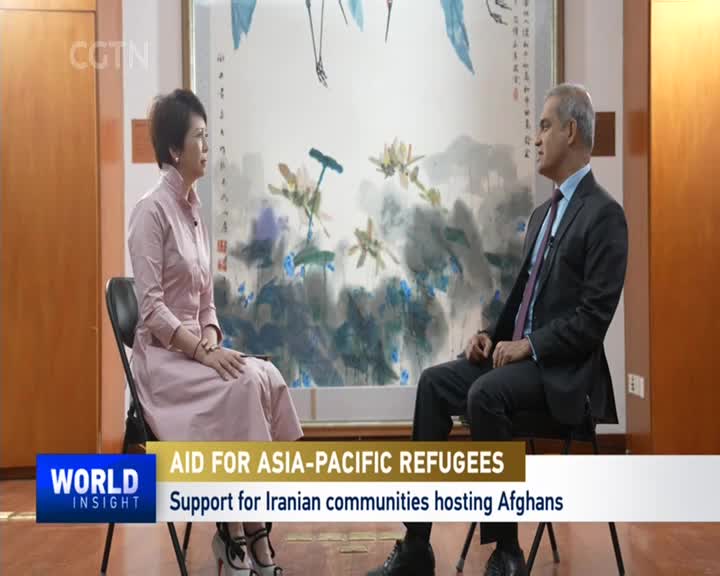 CGTN
AID FOR ASIA-PACIFIC REFUGEES
WORLD
INSIGHT
Support for Iranian communities hosting Afghans